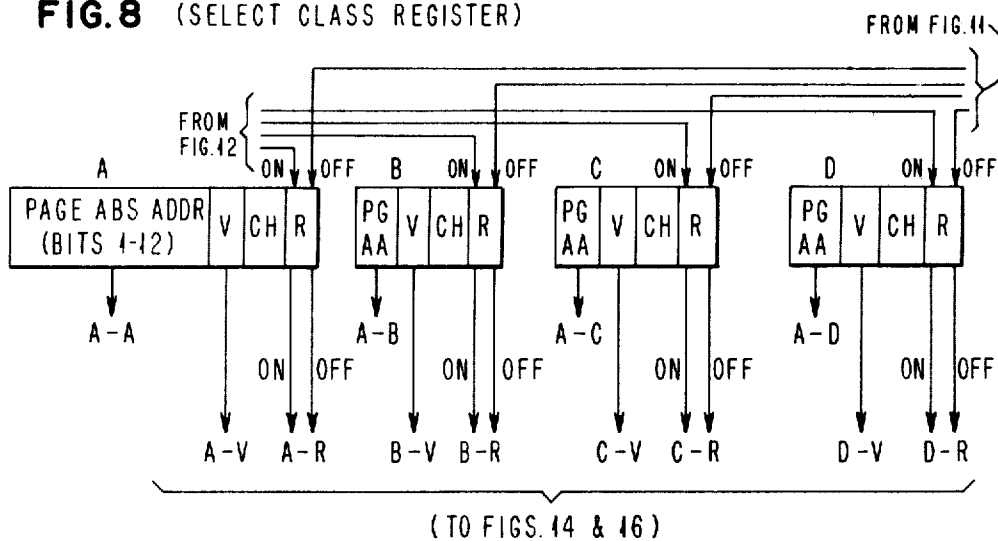 FIG.8 (SELECT CLASS REGISTER)
FROM FIG.11
FROM
FIG.12
A ON OFF B ON OFF C ON OFF D ON OFF
PAGE ABS ADDR V CH R PG V CH R PG V CH R PG V CH R
(BITS 1-12) AA AA AA
A-A A-B A-C A-D
ON OFF ON OFF ON OFF ON OFF
A-V A-R B-V B-R C-V C-R D-V D-R
(TO FIGS. 14 & 16)